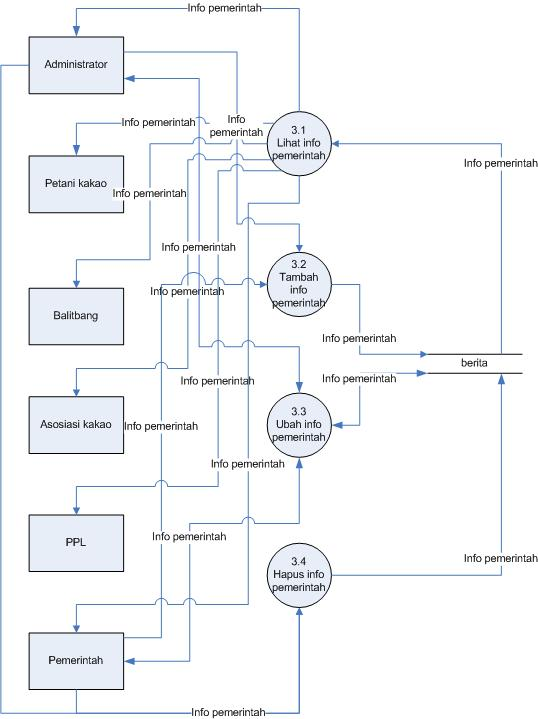 Info pemerintah
Administrator
Info pemerintah
Info
pemerintah
3.1
Lihat info
pemerintah
Info pemerintah
Petani kakao
Info pemerintah
Info pemerintah
3.2
Tambah
info
pemerintah
Info pemerintah
Balitbang
Info pemerintah
berita
Info pemerintah
Info pemerintah
Asosiasi kakao
Info pemerintah
3.3
Ubah info
pemerintah
Info pemerintah
PPL
Info pemerintah
3.4
Hapus info
pemerintah
Info pemerintah
Pemerintah
Info pemerintah